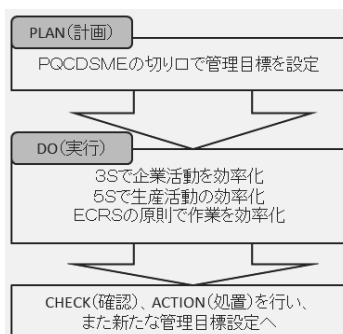 PLAN(計画)
PQCDSMEの切り口で管理目標を設定
DO(実行)
3Sで企業活動を効率化
5Sで生産活動の効率化
ECRSの原則で作業を効率化
CHECK(確認)、ACTION(処置)を行い、
また新たな管理目標設定へ